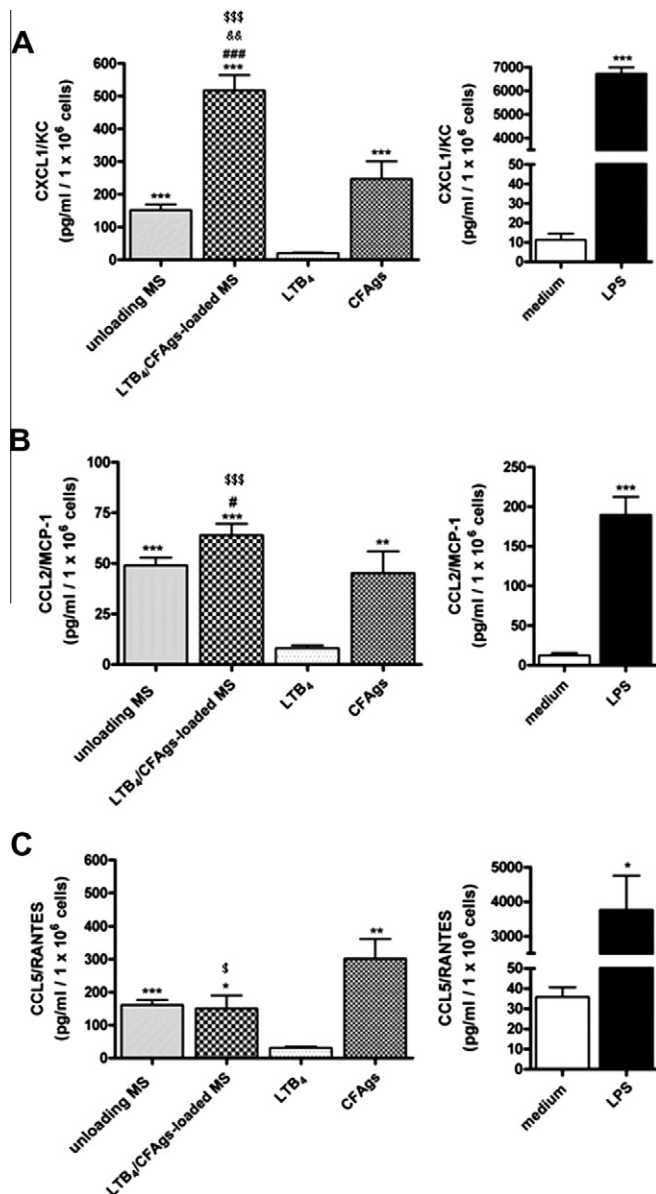 A
CXCL1/KC
(pg/ml / 1 x 10⁶ cells)
600
500
400
300
200
100
0
$$$
&&
###
***
***
***
unloading MS
LTB₄/CFAgs-loaded MS
LTB₄
CFAgs
CXCL1/KC
(pg/ml / 1 x 10⁶ cells)
7000
6000
5000
4000
50
40
30
20
10
0
***
medium
LPS
B
CCL2/MCP-1
(pg/ml / 1 x 10⁶ cells)
100
75
50
25
0
$$$
#
***
***
**
unloading MS
LTB₄/CFAgs-loaded MS
LTB₄
CFAgs
CCL2/MCP-1
(pg/ml / 1 x 10⁶ cells)
250
200
150
100
50
0
***
medium
LPS
C
CCL5/RANTES
(pg/ml / 1 x 10⁶ cells)
600
500
400
300
200
100
0
***
$
*
**
unloading MS
LTB₄/CFAgs-loaded MS
LTB₄
CFAgs
CCL5/RANTES
(pg/ml / 1 x 10⁶ cells)
5000
4000
3000
50
40
30
20
10
0
*
medium
LPS